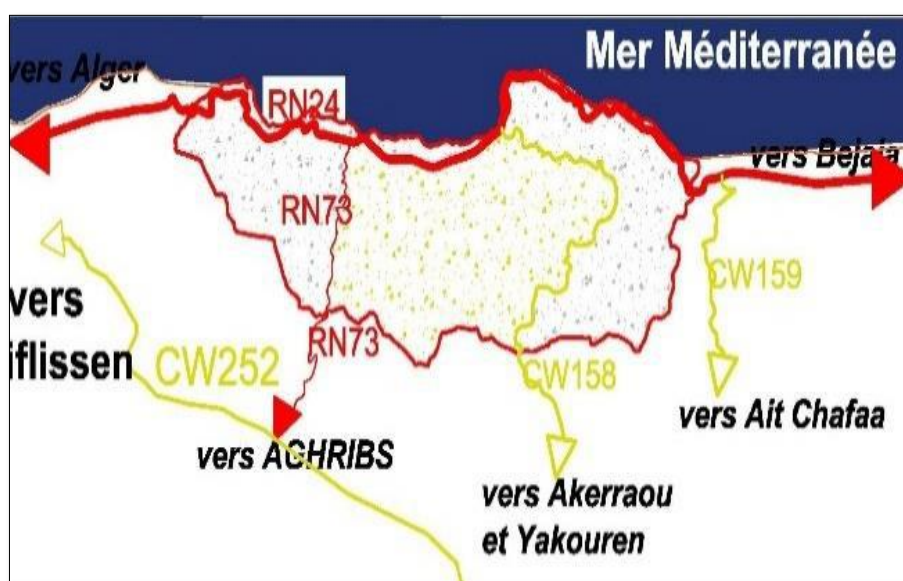 Mer Méditerranée
vers Alger
RN24
vers Bejaia
RN73
CW159
vers
iflissen
RN73
CW252
CW158
vers Ait Chafaa
vers AGHRIBS
vers Akerraou
et Yakouren